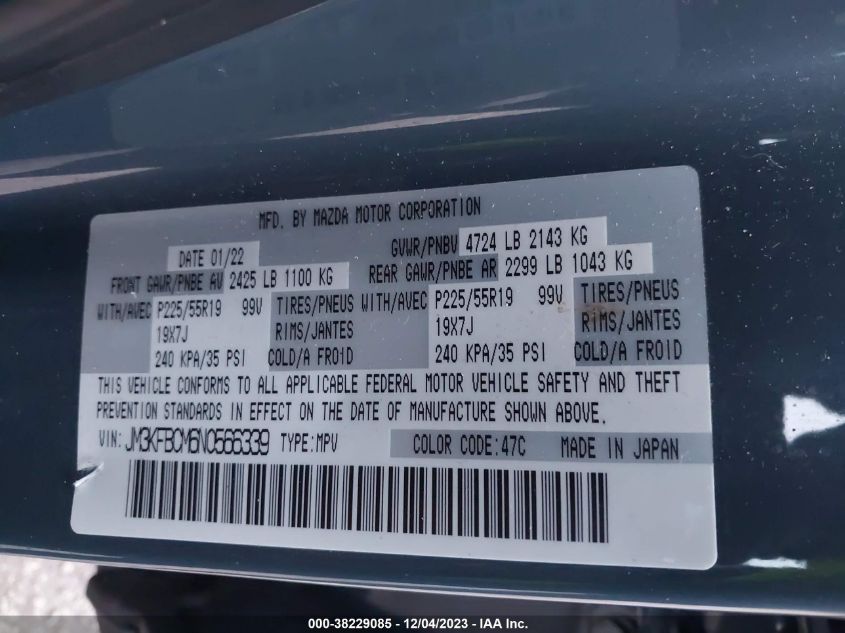 MFD. BY MAZDA MOTOR CORPORATION
DATE 01/22 GVWR/PNBV 4724 LB 2143 KG
FRONT GAWR/PNBE AV 2425 LB 1100 KG REAR GAWR/PNBE AR 2299 LB 1043 KG
WITH/AVEC P225/55R19 99V TIRES/PNEUS WITH/AVEC P225/55R19 99V TIRES/PNEUS
19X7J RIMS/JANTES 19X7J RIMS/JANTES
240 KPA/35 PSI COLD/A FROID 240 KPA/35 PSI COLD/A FROID
THIS VEHICLE CONFORMS TO ALL APPLICABLE FEDERAL MOTOR VEHICLE SAFETY AND THEFT
PREVENTION STANDARDS IN EFFECT ON THE DATE OF MANUFACTURE SHOWN ABOVE.
VIN: JM3KFBCM6N0566339 TYPE:MPV COLOR CODE:47C MADE IN JAPAN
000-38229085 - 12/04/2023 - IAA Inc.